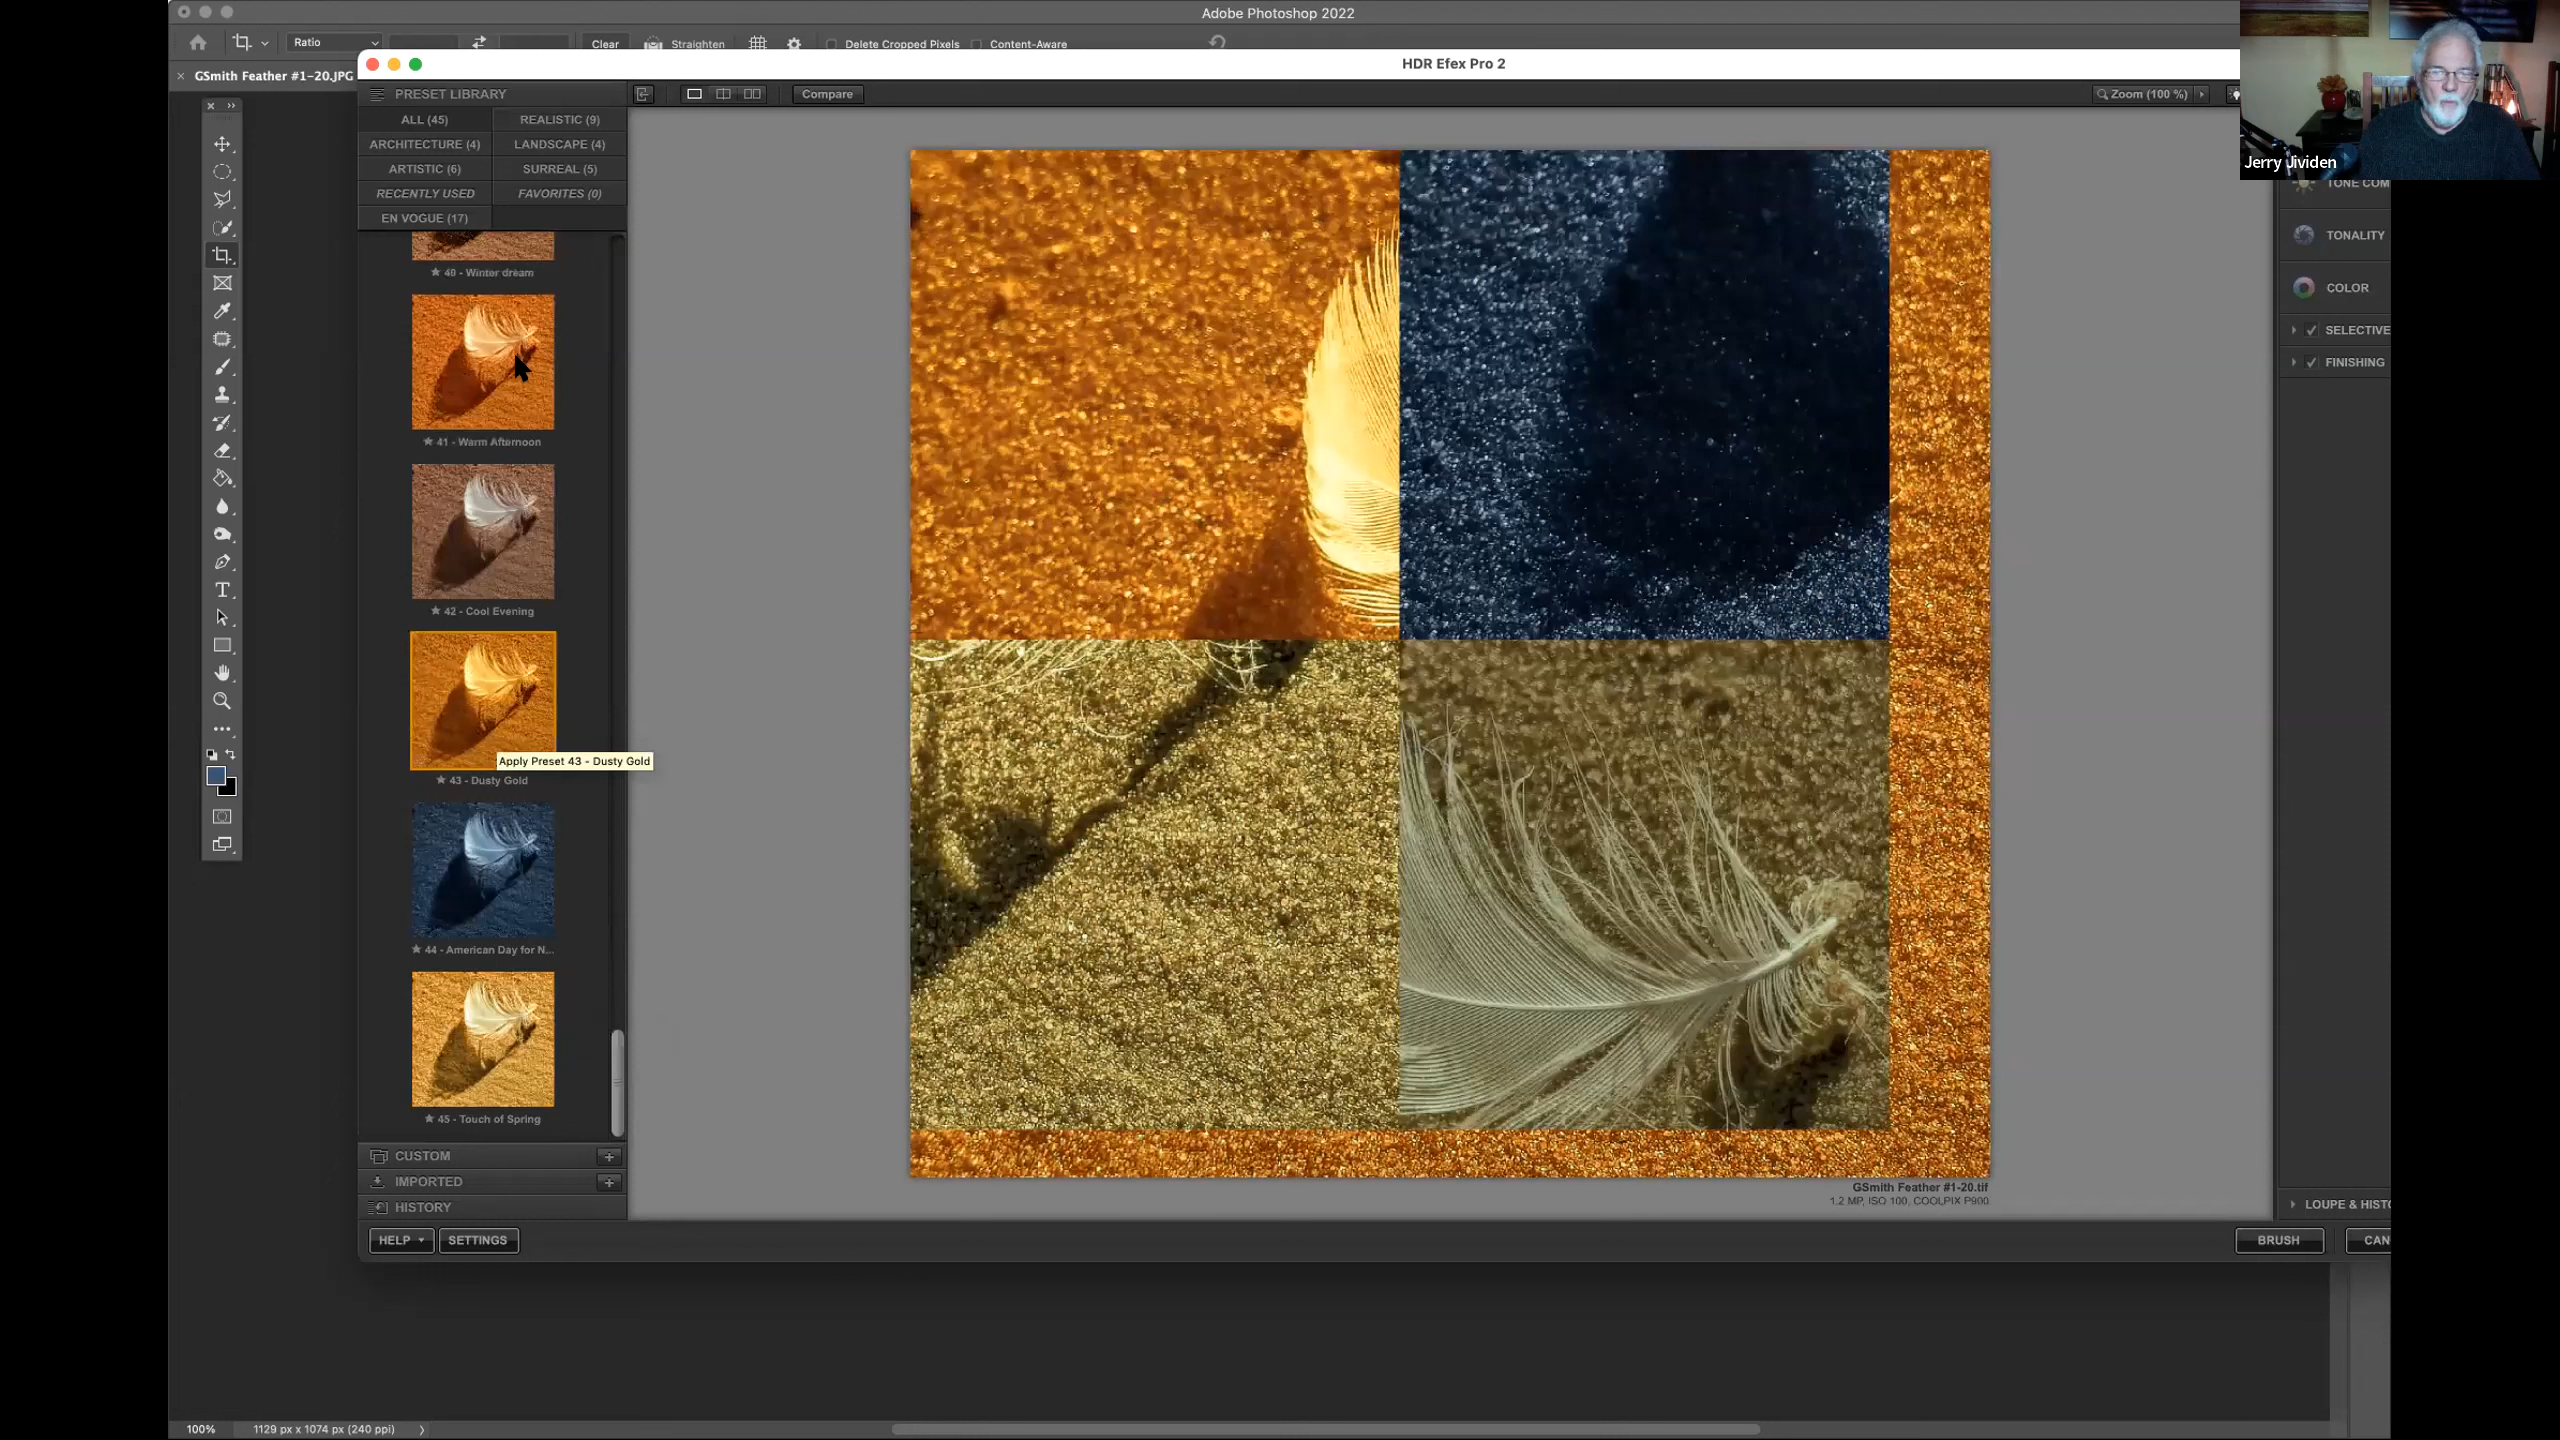 Adobe Photoshop 2022
Ratio
Clear
Straighten
Delete Cropped Pixels
Content-Aware
× GSmith Feather #1-20.JPG
HDR Efex Pro 2
PRESET LIBRARY
Compare
Zoom (100 %)
ALL (45)
REALISTIC (9)
ARCHITECTURE (4)
LANDSCAPE (4)
ARTISTIC (6)
SURREAL (5)
RECENTLY USED
FAVORITES (0)
EN VOGUE (17)
Jerry Jividen
TONE COM
TONALITY
COLOR
SELECTIVE
FINISHING
★ 40 - Winter dream
★ 41 - Warm Afternoon
★ 42 - Cool Evening
Apply Preset 43 - Dusty Gold
★ 43 - Dusty Gold
★ 44 - American Day for N...
★ 45 - Touch of Spring
CUSTOM
IMPORTED
HISTORY
GSmith Feather #1-20.tif
1.2 MP, ISO 100, COOLPIX P900
LOUPE & HISTO
HELP
SETTINGS
BRUSH
CAN
100%
1129 px x 1074 px (240 ppi)